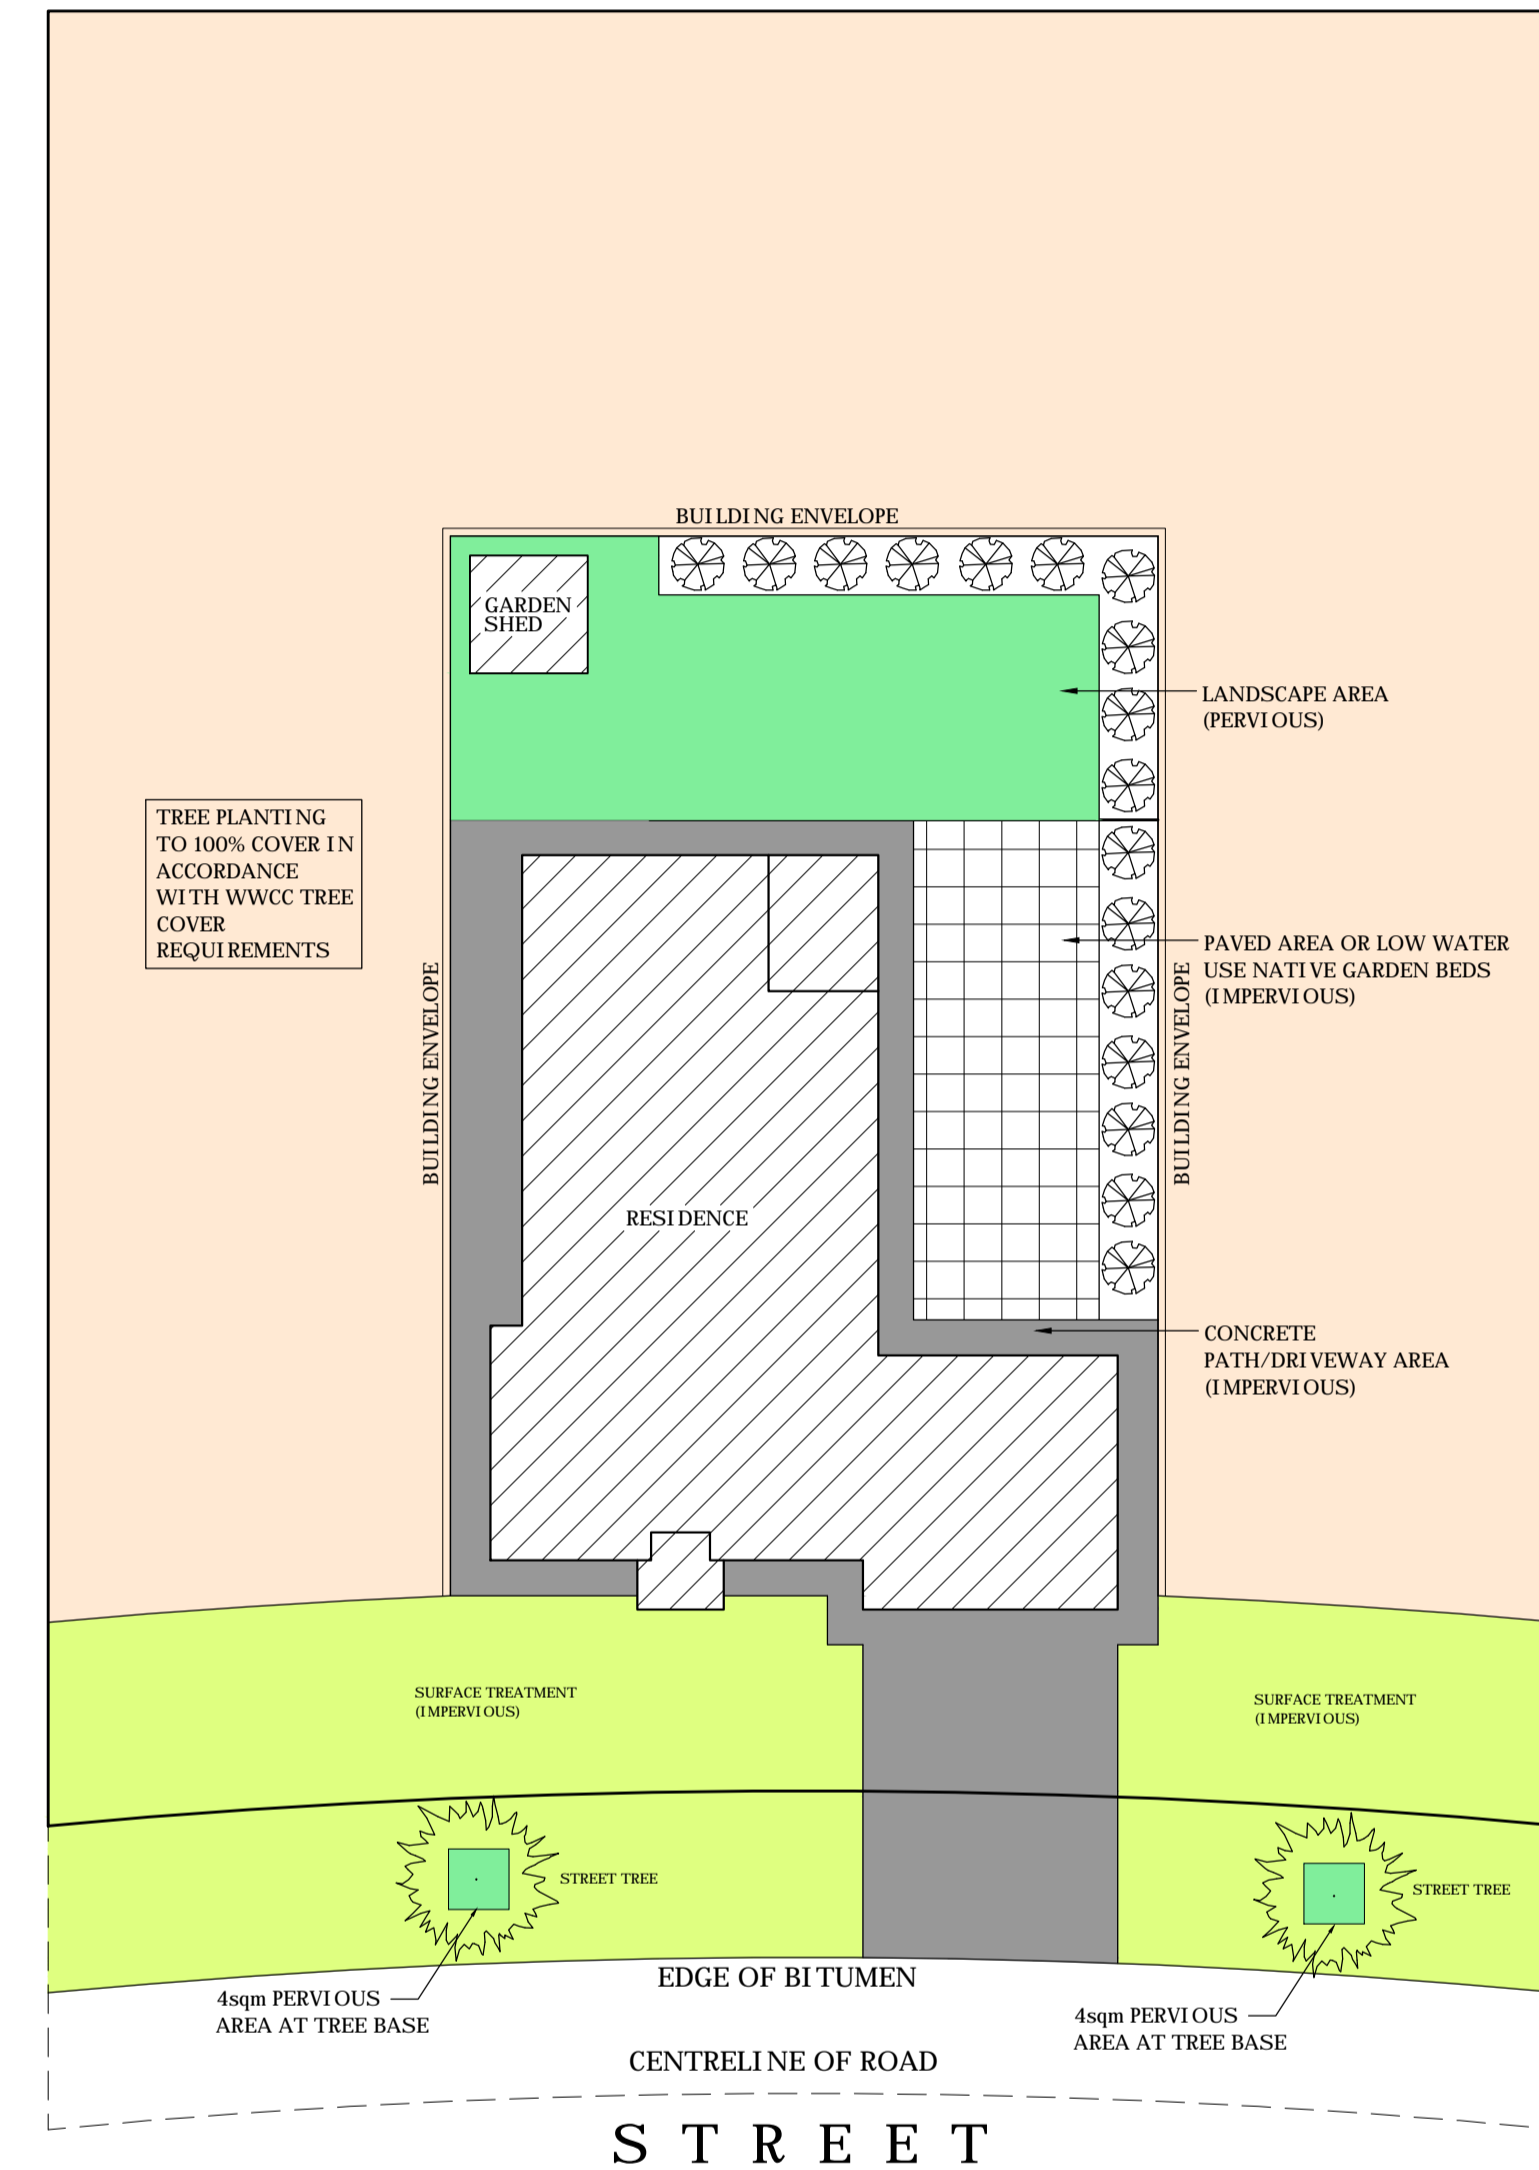 BUILDING ENVELOPE
GARDEN
SHED
LANDSCAPE AREA
(PERVIOUS)
TREE PLANTING
TO 100% COVER IN
ACCORDANCE
WITH WWCC TREE
COVER
REQUIREMENTS
BUILDING ENVELOPE
PAVED AREA OR LOW WATER
USE NATIVE GARDEN BEDS
(IMPERVIOUS)
BUILDING ENVELOPE
RESIDENCE
CONCRETE
PATH/DRIVEWAY AREA
(IMPERVIOUS)
SURFACE TREATMENT
(IMPERVIOUS)
SURFACE TREATMENT
(IMPERVIOUS)
STREET TREE
STREET TREE
EDGE OF BITUMEN
4sqm PERVIOUS
AREA AT TREE BASE
4sqm PERVIOUS
AREA AT TREE BASE
CENTRELINE OF ROAD
STREET